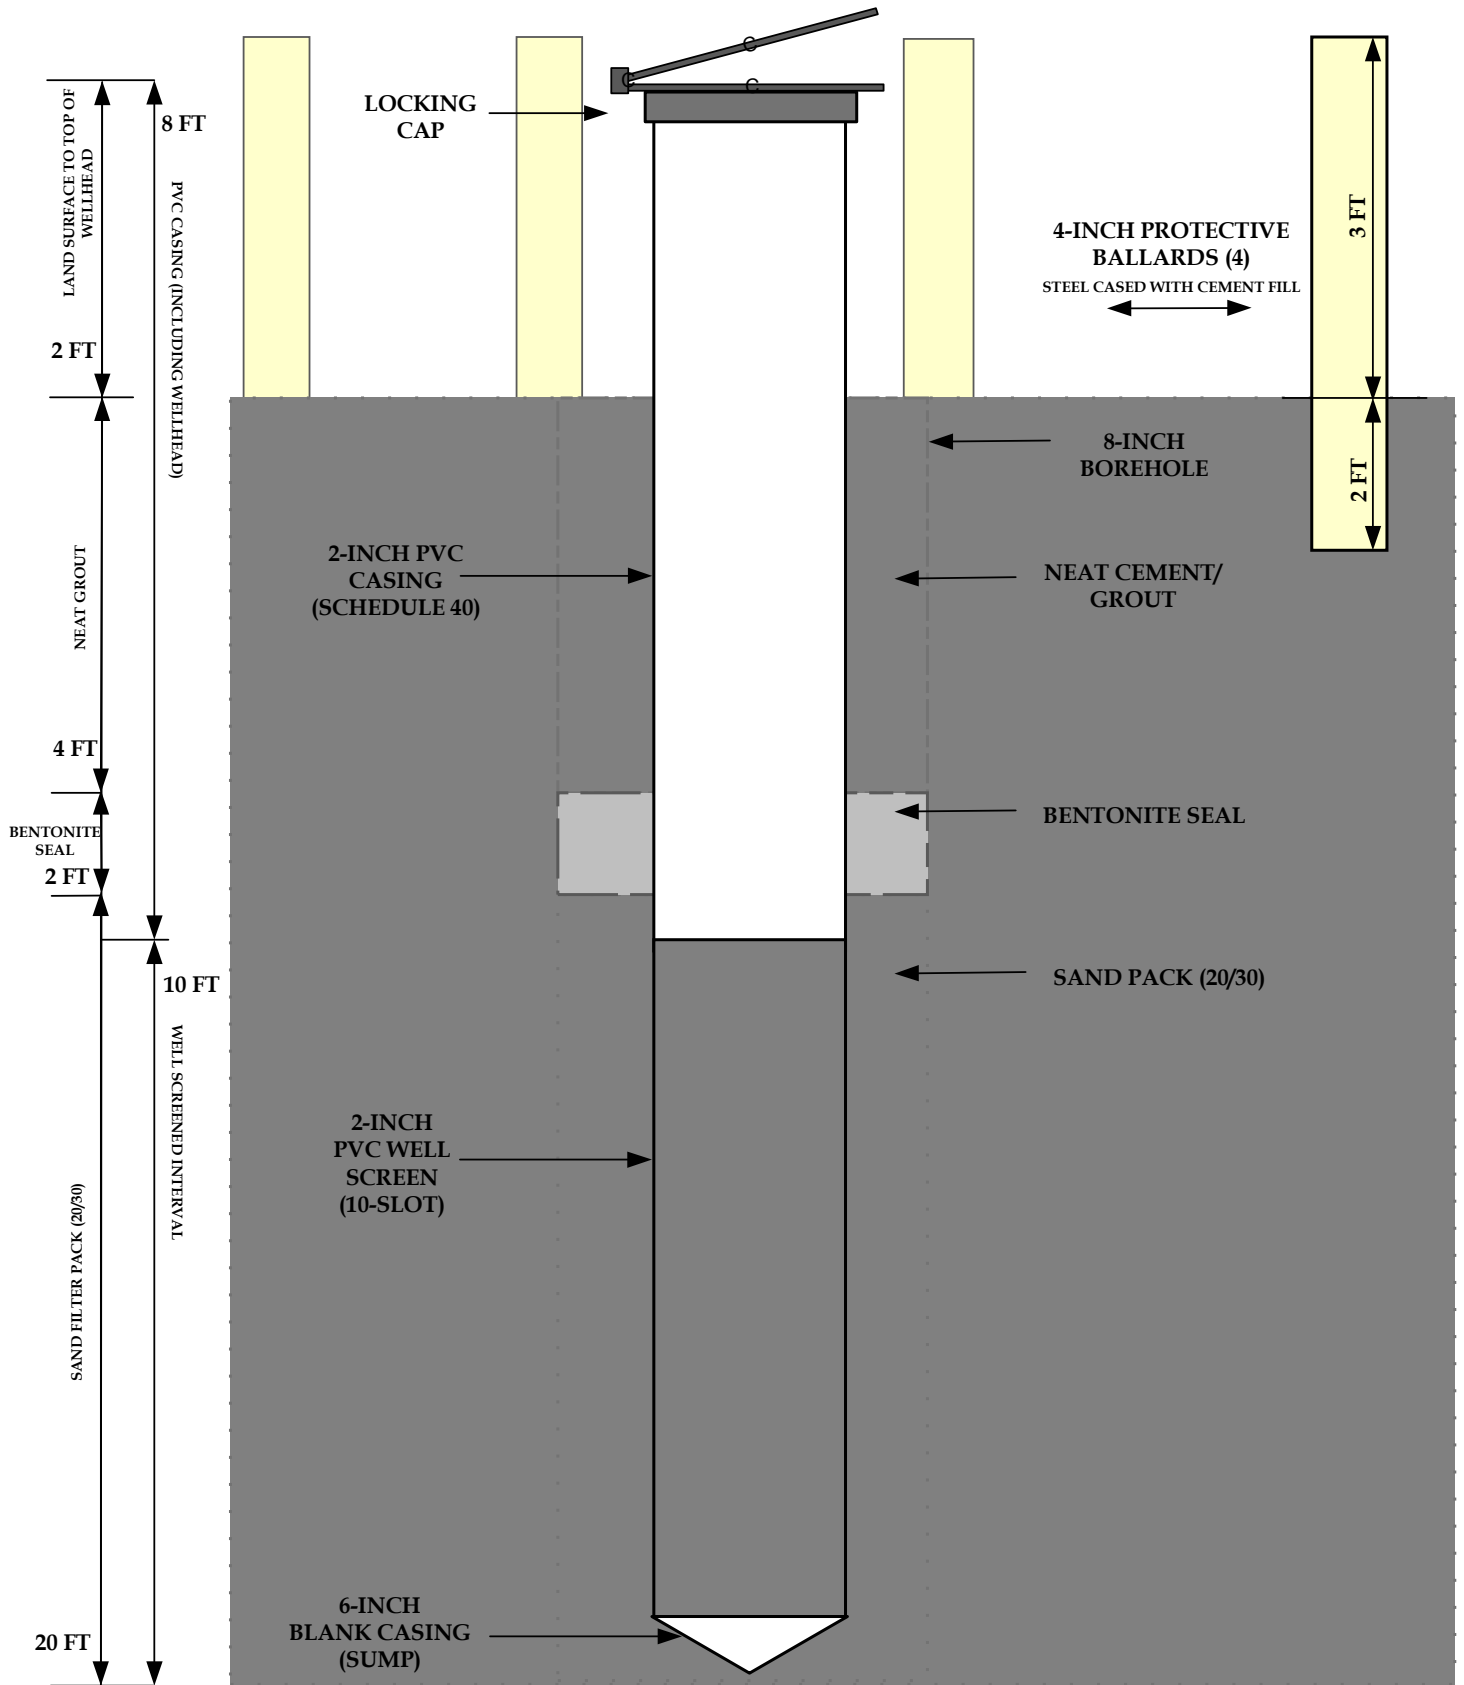 C
C
C
LOCKING
CAP
8 FT
LAND SURFACE TO TOP OF
WELLHEAD
2 FT
PVC CASING (INCLUDING WELLHEAD)
4-INCH PROTECTIVE
BALLARDS (4)
STEEL CASED WITH CEMENT FILL
3 FT
2 FT
8-INCH
BOREHOLE
NEAT GROUT
2-INCH PVC
CASING
(SCHEDULE 40)
NEAT CEMENT/
GROUT
4 FT
BENTONITE
SEAL
2 FT
BENTONITE SEAL
10 FT
SAND PACK (20/30)
WELL SCREENED INTERVAL
2-INCH
PVC WELL
SCREEN
(10-SLOT)
SAND FILTER PACK (20/30)
6-INCH
BLANK CASING
(SUMP)
20 FT